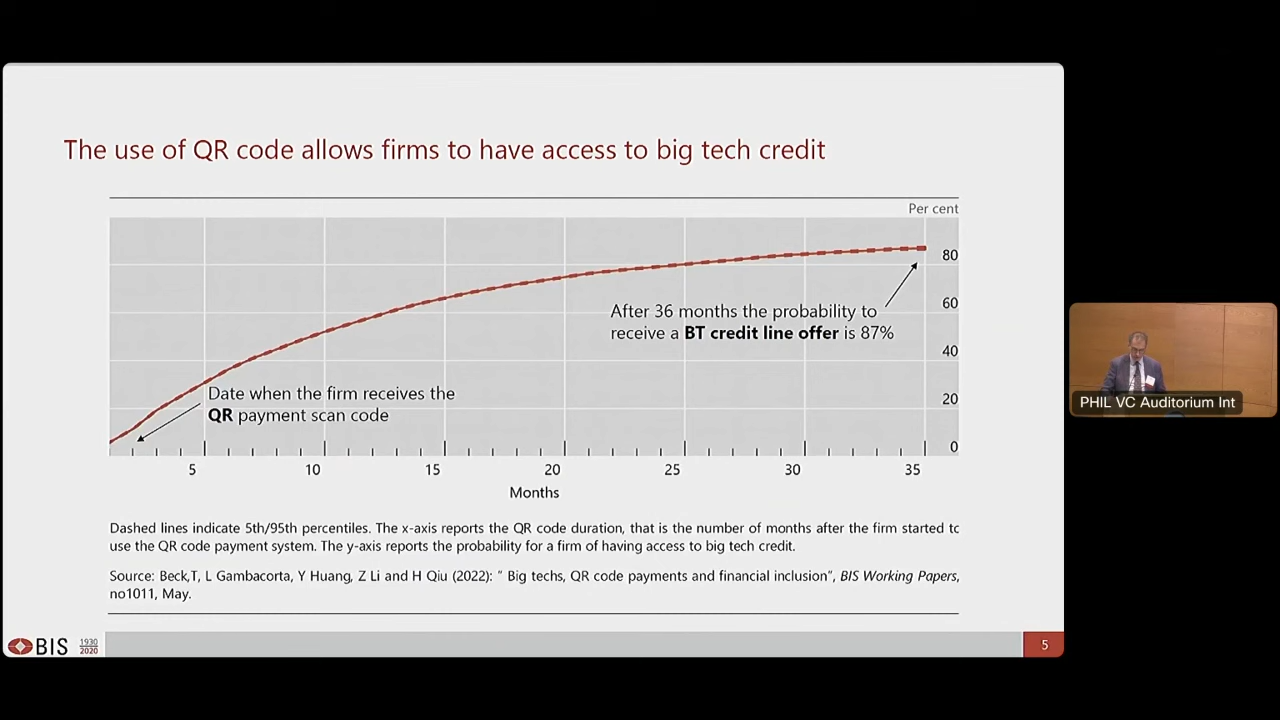 The use of QR code allows firms to have access to big tech credit
Per cent
80
After 36 months the probability to
receive a BT credit line offer is 87%
60
40
Date when the firm receives the
QR payment scan code
20
0
5 10 15 20 25 30 35
Months
Dashed lines indicate 5th/95th percentiles. The x-axis reports the QR code duration, that is the number of months after the firm started to
use the QR code payment system. The y-axis reports the probability for a firm of having access to big tech credit.
Source: Beck,T, L Gambacorta, Y Huang, Z Li and H Qiu (2022): “ Big techs, QR code payments and financial inclusion”, BIS Working Papers,
no1011, May.
BIS 1930
2020
5
PHIL VC Auditorium Int